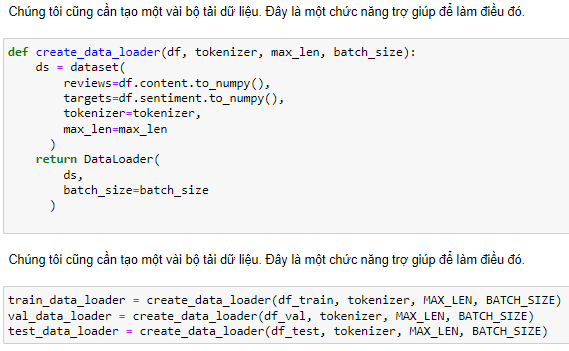 Chúng tôi cũng cần tạo một vài bộ tải dữ liệu. Đây là một chức năng trợ giúp để làm điều đó.
def create_data_loader(df, tokenizer, max_len, batch_size):
    ds = dataset(
        reviews=df.content.to_numpy(),
        targets=df.sentiment.to_numpy(),
        tokenizer=tokenizer,
        max_len=max_len
      )
    return DataLoader(
        ds,
        batch_size=batch_size
      )
Chúng tôi cũng cần tạo một vài bộ tải dữ liệu. Đây là một chức năng trợ giúp để làm điều đó.
train_data_loader = create_data_loader(df_train, tokenizer, MAX_LEN, BATCH_SIZE)
val_data_loader = create_data_loader(df_val, tokenizer, MAX_LEN, BATCH_SIZE)
test_data_loader = create_data_loader(df_test, tokenizer, MAX_LEN, BATCH_SIZE)